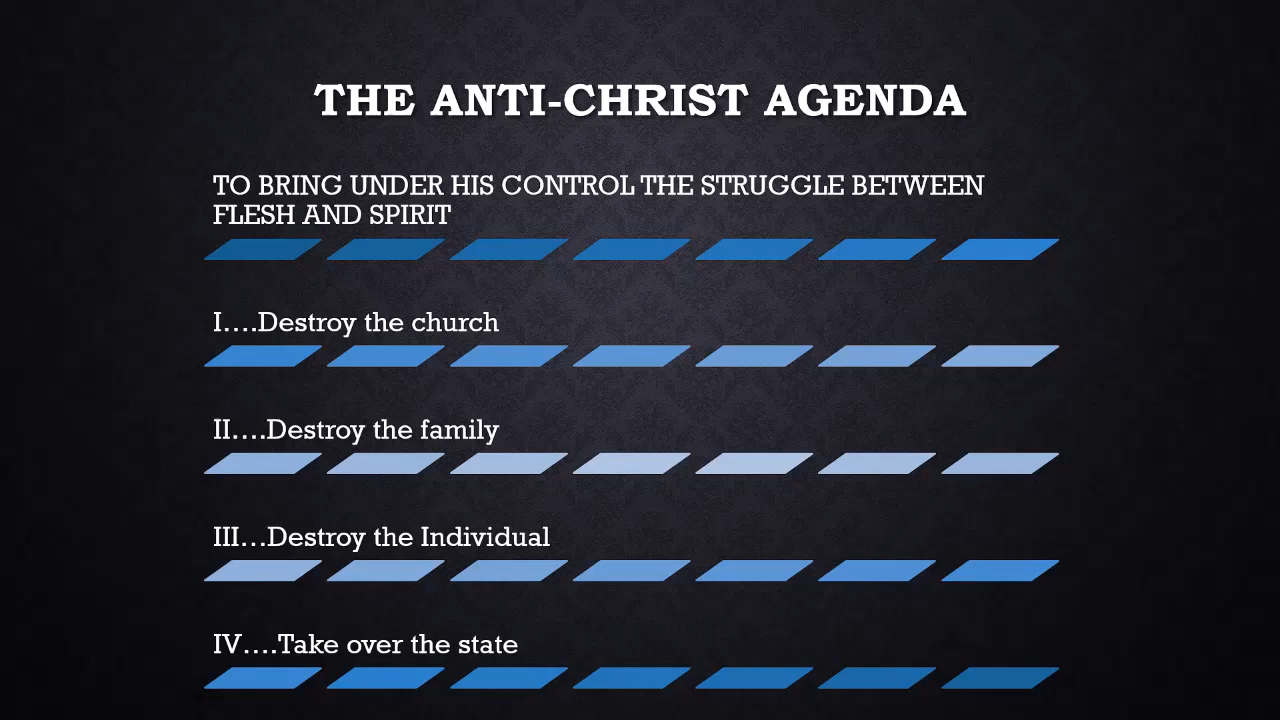 THE ANTI-CHRIST AGENDA
TO BRING UNDER HIS CONTROL THE STRUGGLE BETWEEN
FLESH AND SPIRIT
I....Destroy the church
II....Destroy the family
III...Destroy the Individual
IV....Take over the state